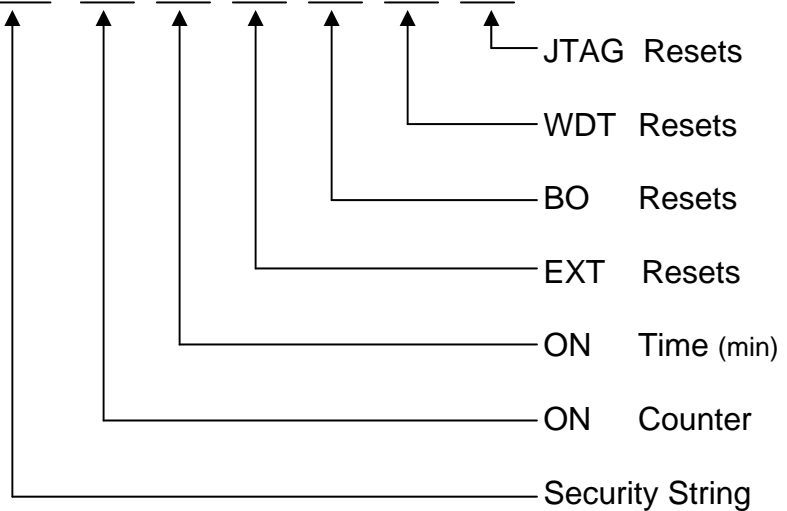 JTAG Resets
WDT Resets
BO Resets
EXT Resets
ON Time (min)
ON Counter
Security String